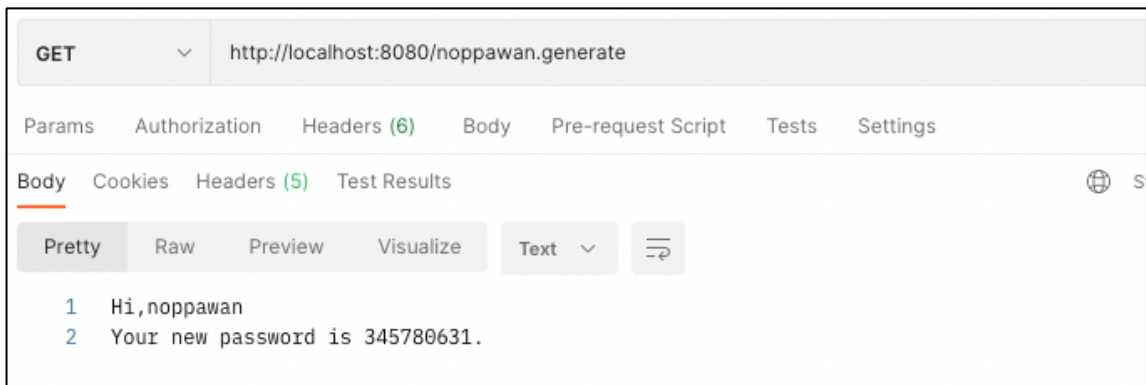 GET http://localhost:8080/noppawan.generate
Params Authorization Headers (6) Body Pre-request Script Tests Settings
Body Cookies Headers (5) Test Results S
Pretty Raw Preview Visualize Text
1 Hi,noppawan
2 Your new password is 345780631.